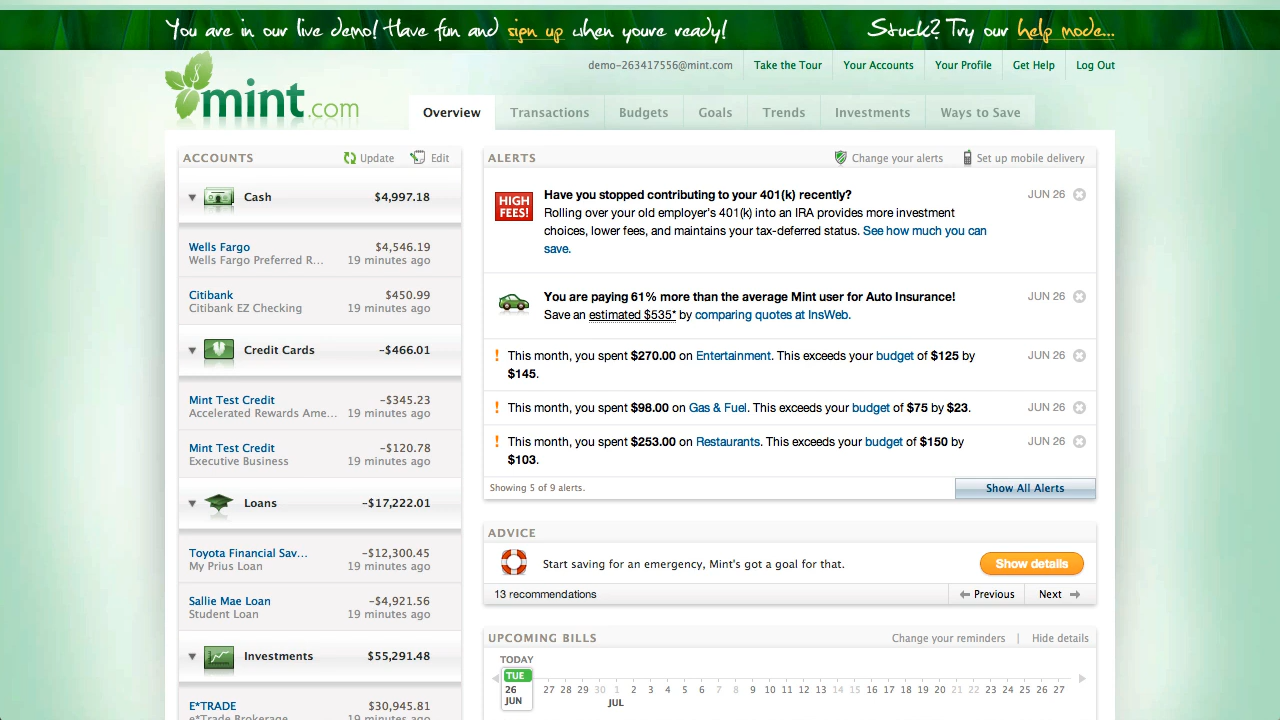 You are in our live demo! Have fun and sign up when youre ready!
Stuck? Try our help mode...
demo-263417556@mint.com
Take the Tour
Your Accounts
Your Profile
Get Help
Log Out
mint.com
Overview
Transactions
Budgets
Goals
Trends
Investments
Ways to Save
ACCOUNTS
Update
Edit
Cash $4,997.18
Wells Fargo $4,546.19
Wells Fargo Preferred R... 19 minutes ago
Citibank $450.99
Citibank EZ Checking 19 minutes ago
Credit Cards -$466.01
Mint Test Credit -$345.23
Accelerated Rewards Ame... 19 minutes ago
Mint Test Credit -$120.78
Executive Business 19 minutes ago
Loans -$17,222.01
Toyota Financial Sav... -$12,300.45
My Prius Loan 19 minutes ago
Sallie Mae Loan -$4,921.56
Student Loan 19 minutes ago
Investments $55,291.48
E*TRADE $30,945.81
e*Trade Brokerage 19 minutes ago
ALERTS
Change your alerts
Set up mobile delivery
HIGH
FEES!
Have you stopped contributing to your 401(k) recently? JUN 26
Rolling over your old employer's 401(k) into an IRA provides more investment
choices, lower fees, and maintains your tax-deferred status. See how much you can
save.
You are paying 61% more than the average Mint user for Auto Insurance! JUN 26
Save an estimated $535* by comparing quotes at InsWeb.
! This month, you spent $270.00 on Entertainment. This exceeds your budget of $125 by JUN 26
$145.
! This month, you spent $98.00 on Gas & Fuel. This exceeds your budget of $75 by $23. JUN 26
! This month, you spent $253.00 on Restaurants. This exceeds your budget of $150 by JUN 26
$103.
Showing 5 of 9 alerts.
Show All Alerts
ADVICE
Start saving for an emergency, Mint's got a goal for that.
Show details
13 recommendations
Previous
Next
UPCOMING BILLS
Change your reminders | Hide details
TODAY
TUE
26 27 28 29 30 1 2 3 4 5 6 7 8 9 10 11 12 13 14 15 16 17 18 19 20 21 22 23 24 25 26 27
JUN JUL